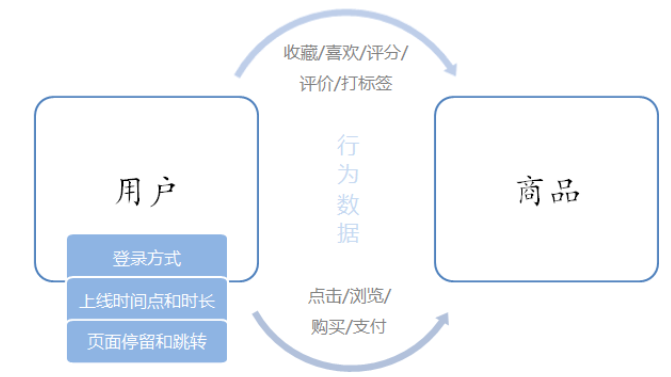 收藏/喜欢/评分/
评价/打标签
用户
行
为
数
据
商品
登录方式
上线时间点和时长
页面停留和跳转
点击/浏览/
购买/支付